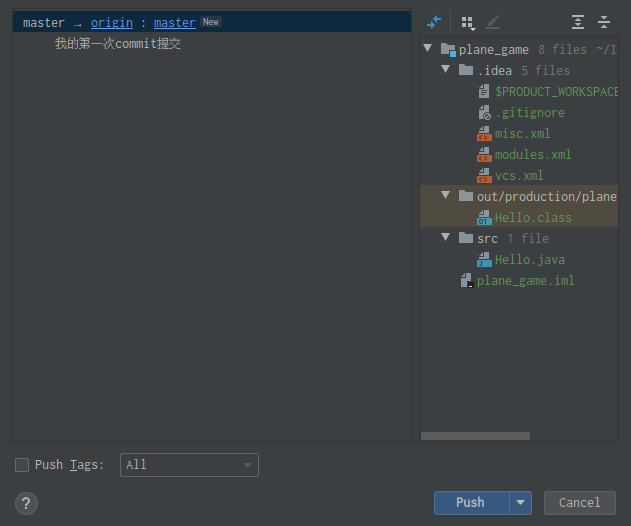 master → origin : master New
我的第一次commit提交
plane_game 8 files ~/I
.idea 5 files
$PRODUCT_WORKSPACE
.gitignore
misc.xml
modules.xml
vcs.xml
out/production/plane_
Hello.class
src 1 file
Hello.java
plane_game.iml
Push Tags: All
? Push Cancel